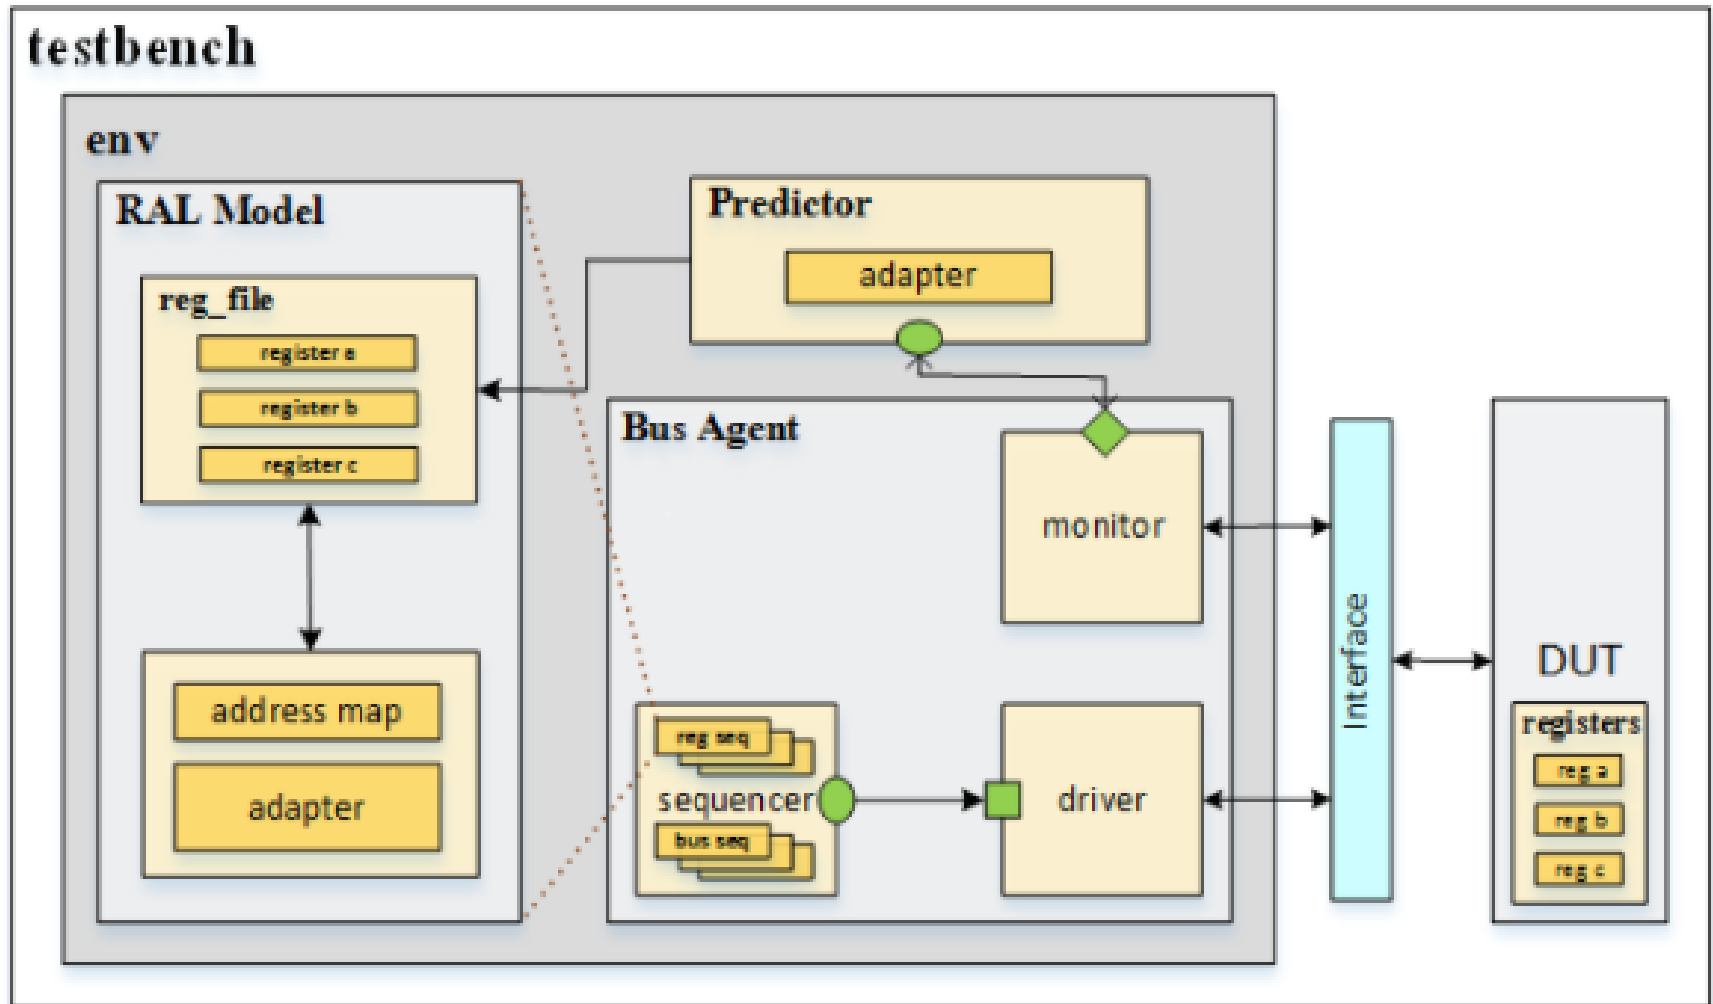 testbench
env
RAL Model
reg_file
register a
register b
register c
address map
adapter
Predictor
adapter
Bus Agent
monitor
reg seq
sequencer
bus seq
driver
Interface
DUT
registers
reg a
reg b
reg c